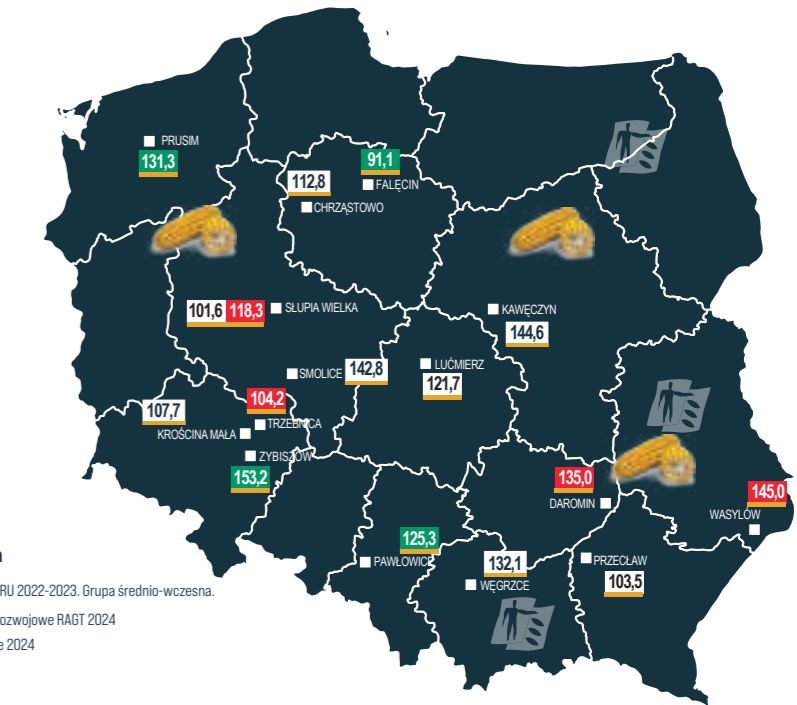 PRUSIM
131,3
91,1
FALĘCIN
112,8
CHRZĄSTOWO
101,6 118,3
SŁUPIA WIELKA
KAWĘCZYN
144,6
SMOLICE
142,8
LUĆMIERZ
121,7
107,7
104,2
TRZEBNICA
KROŚCINA MAŁA
ZYBISZÓW
153,2
135,0
DAROMIN
145,0
WASYLÓW
125,3
PAWŁOWICE
132,1
WĘGRZCE
PRZECŁAW
103,5
RU 2022-2023. Grupa średnio-wczesna.
ozwojowe RAGT 2024
e 2024